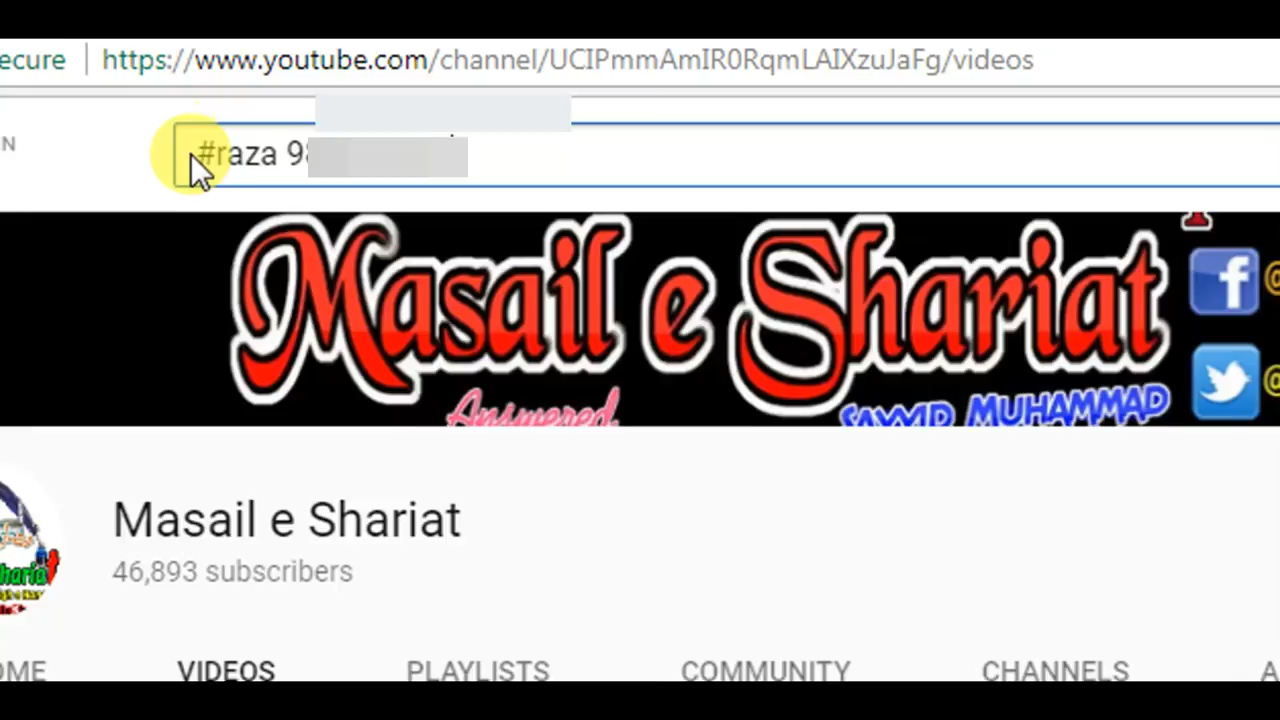 ecure | https://www.youtube.com/channel/UCIPmmAmIR0RqmLAIXzuJaFg/videos
N
#raza 98
Masail e Shariat
Answered
SAYYID MUHAMMAD
f
@
@
Masail e Shariat
46,893 subscribers
OME VIDEOS PLAYLISTS COMMUNITY CHANNELS A